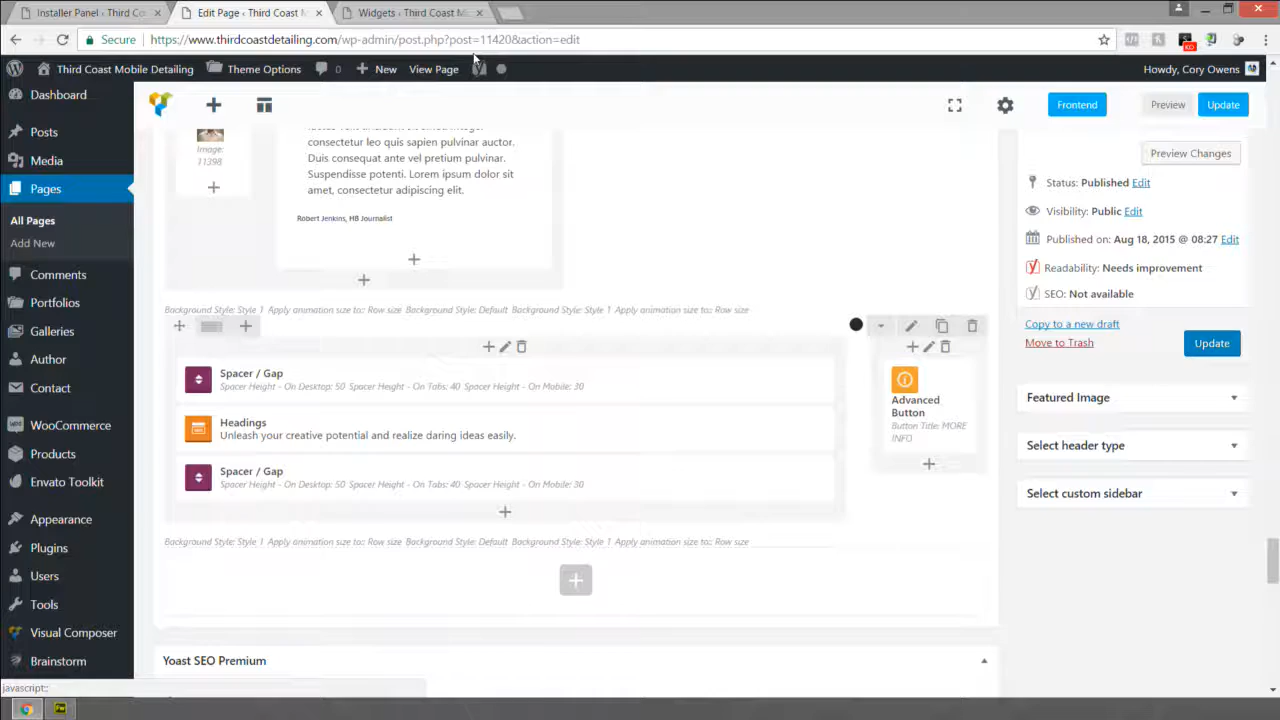 Installer Panel ‹ Third Co
Edit Page ‹ Third Coast M
Widgets ‹ Third Coast M
Secure
https://www.thirdcoastdetailing.com/wp-admin/post.php?post=11420&action=edit
Third Coast Mobile Detailing
Theme Options
0
New
View Page
Howdy, Cory Owens
Dashboard
Posts
Media
Pages
All Pages
Add New
Comments
Portfolios
Galleries
Author
Contact
WooCommerce
Products
Envato Toolkit
Appearance
Plugins
Users
Tools
Visual Composer
Brainstorm
javascript:;
Frontend
Preview
Update
Image:
11398
consectetur leo quis sapien pulvinar auctor.
Duis consequat ante vel pretium pulvinar.
Suspendisse potenti. Lorem ipsum dolor sit
amet, consectetur adipiscing elit.
Robert Jenkins, HB Journalist
Background Style: Style 1 Apply animation size to:: Row size Background Style: Default Background Style: Style 1 Apply animation size to:: Row size
Spacer / Gap
Spacer Height - On Desktop: 50 Spacer Height - On Tabs: 40 Spacer Height - On Mobile: 30
Headings
Unleash your creative potential and realize daring ideas easily.
Spacer / Gap
Spacer Height - On Desktop: 50 Spacer Height - On Tabs: 40 Spacer Height - On Mobile: 30
Advanced
Button
Button Title: MORE
INFO
Background Style: Style 1 Apply animation size to:: Row size Background Style: Default Background Style: Style 1 Apply animation size to:: Row size
Yoast SEO Premium
Preview Changes
Status: Published Edit
Visibility: Public Edit
Published on: Aug 18, 2015 @ 08:27 Edit
Readability: Needs improvement
SEO: Not available
Copy to a new draft
Move to Trash
Update
Featured Image
Select header type
Select custom sidebar